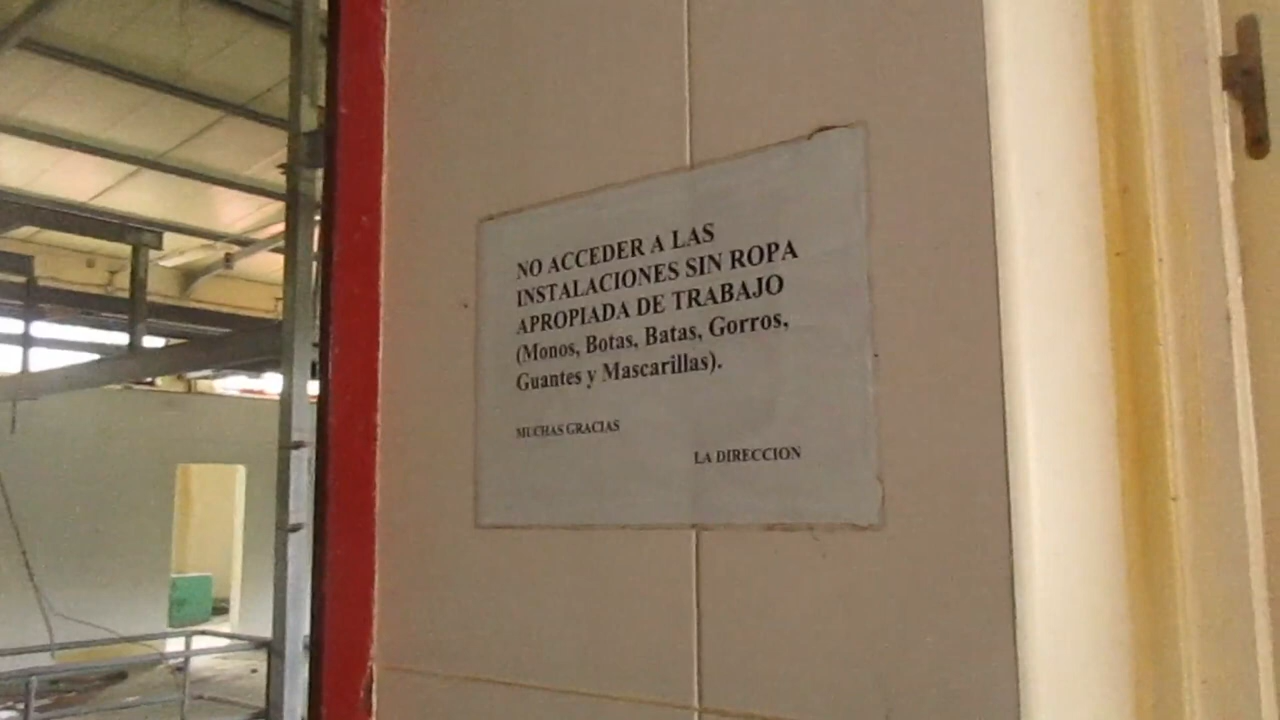 NO ACCEDER A LAS
INSTALACIONES SIN ROPA
APROPIADA DE TRABAJO
(Monos, Botas, Batas, Gorros,
Guantes y Mascarillas).
MUCHAS GRACIAS
LA DIRECCION